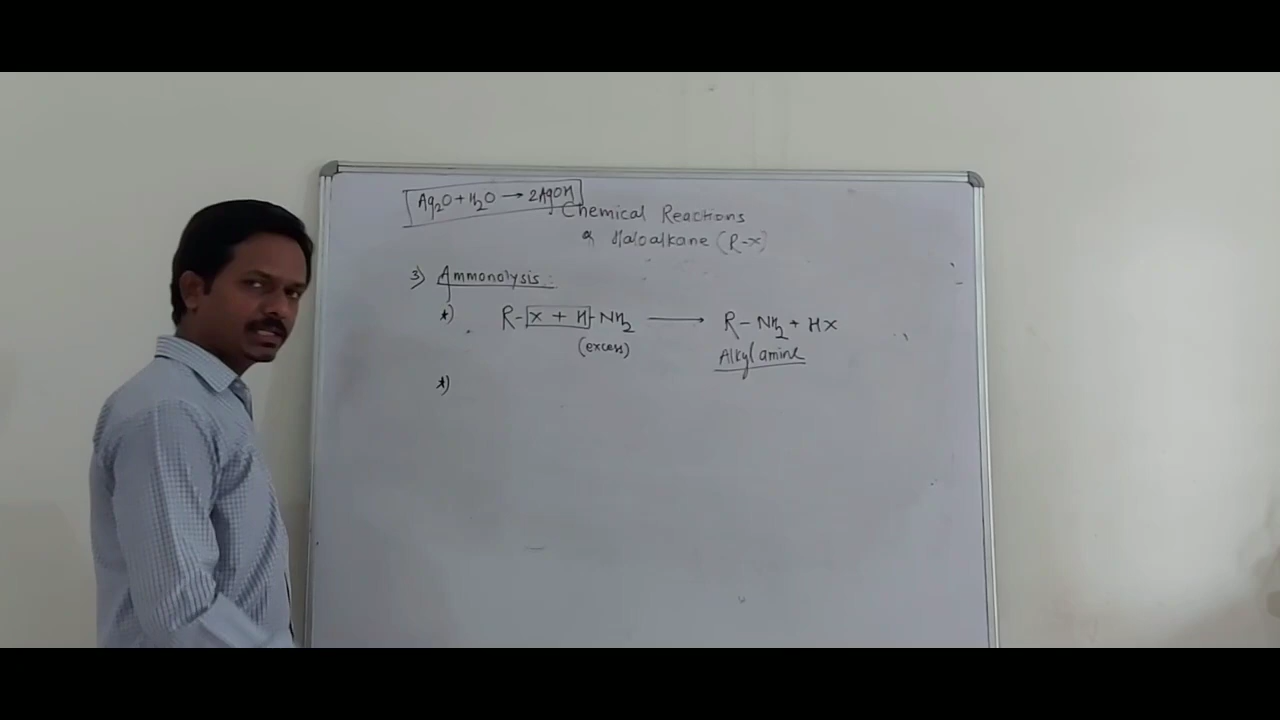 Ag₂O + H₂O → 2AgOH
Chemical Reactions
of Haloalkane (R-x)
3) Ammonolysis :
*) R-x + H-NH₂ → R-NH₂ + Hx
(excess)
Alkyl amine
*)